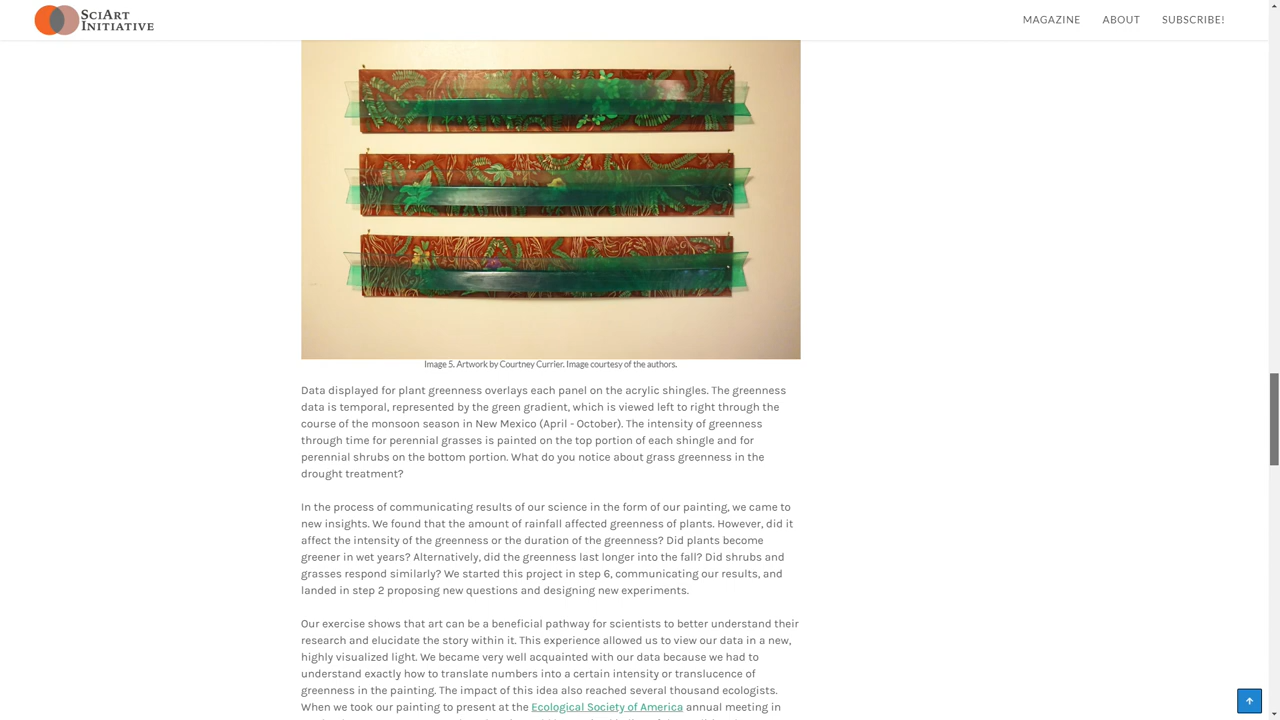 SciArt
Initiative
MAGAZINE ABOUT SUBSCRIBE!
Image 5. Artwork by Courtney Currier. Image courtesy of the authors.
Data displayed for plant greenness overlays each panel on the acrylic shingles. The greenness
data is temporal, represented by the green gradient, which is viewed left to right through the
course of the monsoon season in New Mexico (April - October). The intensity of greenness
through time for perennial grasses is painted on the top portion of each shingle and for
perennial shrubs on the bottom portion. What do you notice about grass greenness in the
drought treatment?
In the process of communicating results of our science in the form of our painting, we came to
new insights. We found that the amount of rainfall affected greenness of plants. However, did it
affect the intensity of the greenness or the duration of the greenness? Did plants become
greener in wet years? Alternatively, did the greenness last longer into the fall? Did shrubs and
grasses respond similarly? We started this project in step 6, communicating our results, and
landed in step 2 proposing new questions and designing new experiments.
Our exercise shows that art can be a beneficial pathway for scientists to better understand their
research and elucidate the story within it. This experience allowed us to view our data in a new,
highly visualized light. We became very well acquainted with our data because we had to
understand exactly how to translate numbers into a certain intensity or translucence of
greenness in the painting. The impact of this idea also reached several thousand ecologists.
When we took our painting to present at the Ecological Society of America annual meeting in